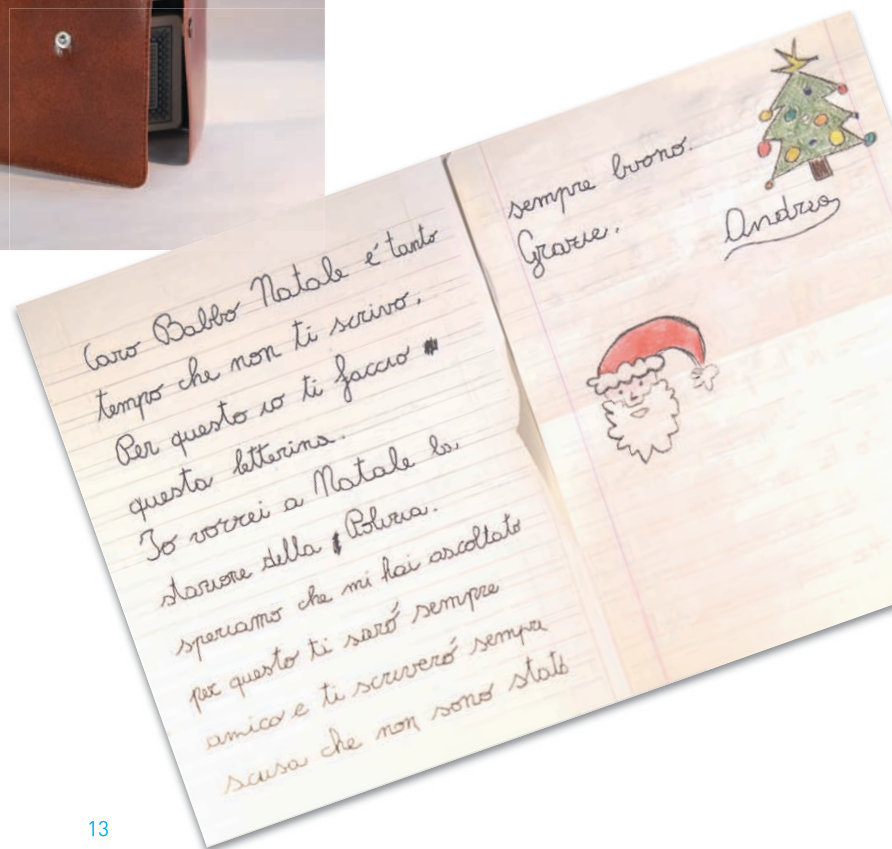 Caro Babbo Natale é tanto
tempo che non ti scrivo,
Per questo io ti faccio
questa letterina.
Io vorrei a Natale la
stazione della Polizia.
speriamo che mi hai ascoltato
per questo ti saró sempre
amico e ti scriveró sempre
scusa che non sono stato
sempre buono.
Grazie.
Andrea
13